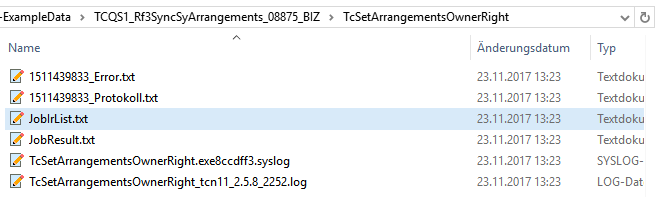 -ExampleData > TCQS1_Rf3SyncSyArrangements_08875_BIZ > TcSetArrangementsOwnerRight
Name Änderungsdatum Typ
1511439833_Error.txt 23.11.2017 13:23 Textdoku
1511439833_Protokoll.txt 23.11.2017 13:23 Textdoku
JobIrList.txt 23.11.2017 13:23 Textdoku
JobResult.txt 23.11.2017 13:23 Textdoku
TcSetArrangementsOwnerRight.exe8ccdff3.syslog 23.11.2017 13:23 SYSLOG-
TcSetArrangementsOwnerRight_tcn11_2.5.8_2252.log 23.11.2017 13:23 LOG-Dat